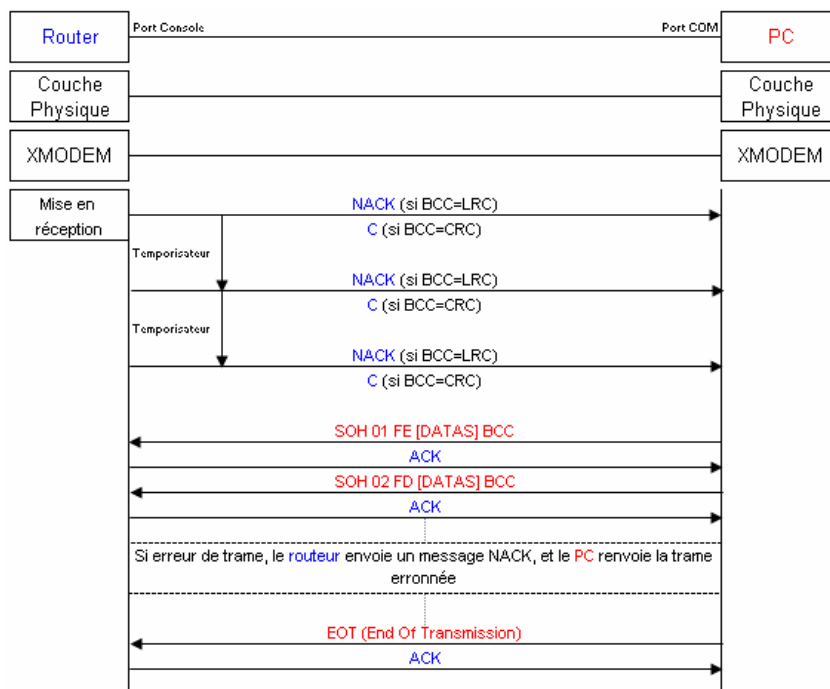 Router
Port Console
Port COM
PC
Couche
Physique
Couche
Physique
XMODEM
XMODEM
Mise en
réception
NACK (si BCC=LRC)
C (si BCC=CRC)
Temporisateur
NACK (si BCC=LRC)
C (si BCC=CRC)
Temporisateur
NACK (si BCC=LRC)
C (si BCC=CRC)
SOH 01 FE [DATAS] BCC
ACK
SOH 02 FD [DATAS] BCC
ACK
Si erreur de trame, le routeur envoie un message NACK, et le PC renvoie la trame
erronnée
EOT (End Of Transmission)
ACK